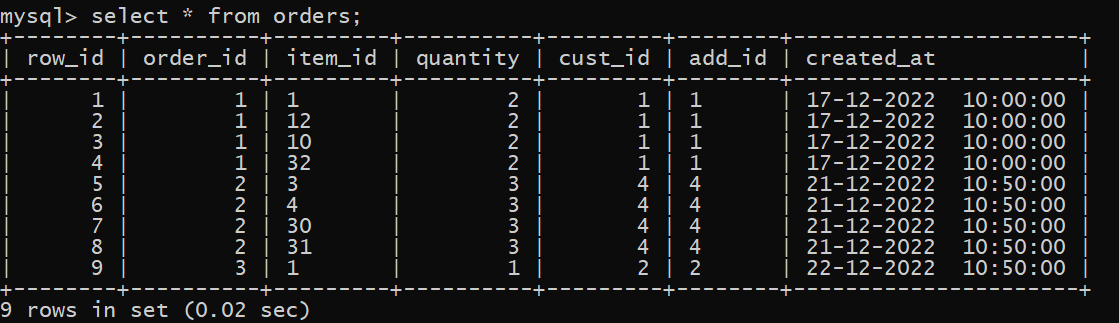 mysql> select * from orders;
+--------+----------+---------+----------+---------+--------+----------------------+
| row_id | order_id | item_id | quantity | cust_id | add_id | created_at           |
+--------+----------+---------+----------+---------+--------+----------------------+
|      1 |        1 | 1       |        2 |       1 | 1      | 17-12-2022  10:00:00 |
|      2 |        1 | 12      |        2 |       1 | 1      | 17-12-2022  10:00:00 |
|      3 |        1 | 10      |        2 |       1 | 1      | 17-12-2022  10:00:00 |
|      4 |        1 | 32      |        2 |       1 | 1      | 17-12-2022  10:00:00 |
|      5 |        2 | 3       |        3 |       4 | 4      | 21-12-2022  10:50:00 |
|      6 |        2 | 4       |        3 |       4 | 4      | 21-12-2022  10:50:00 |
|      7 |        2 | 30      |        3 |       4 | 4      | 21-12-2022  10:50:00 |
|      8 |        2 | 31      |        3 |       4 | 4      | 21-12-2022  10:50:00 |
|      9 |        3 | 1       |        1 |       2 | 2      | 22-12-2022  10:50:00 |
+--------+----------+---------+----------+---------+--------+----------------------+
9 rows in set (0.02 sec)